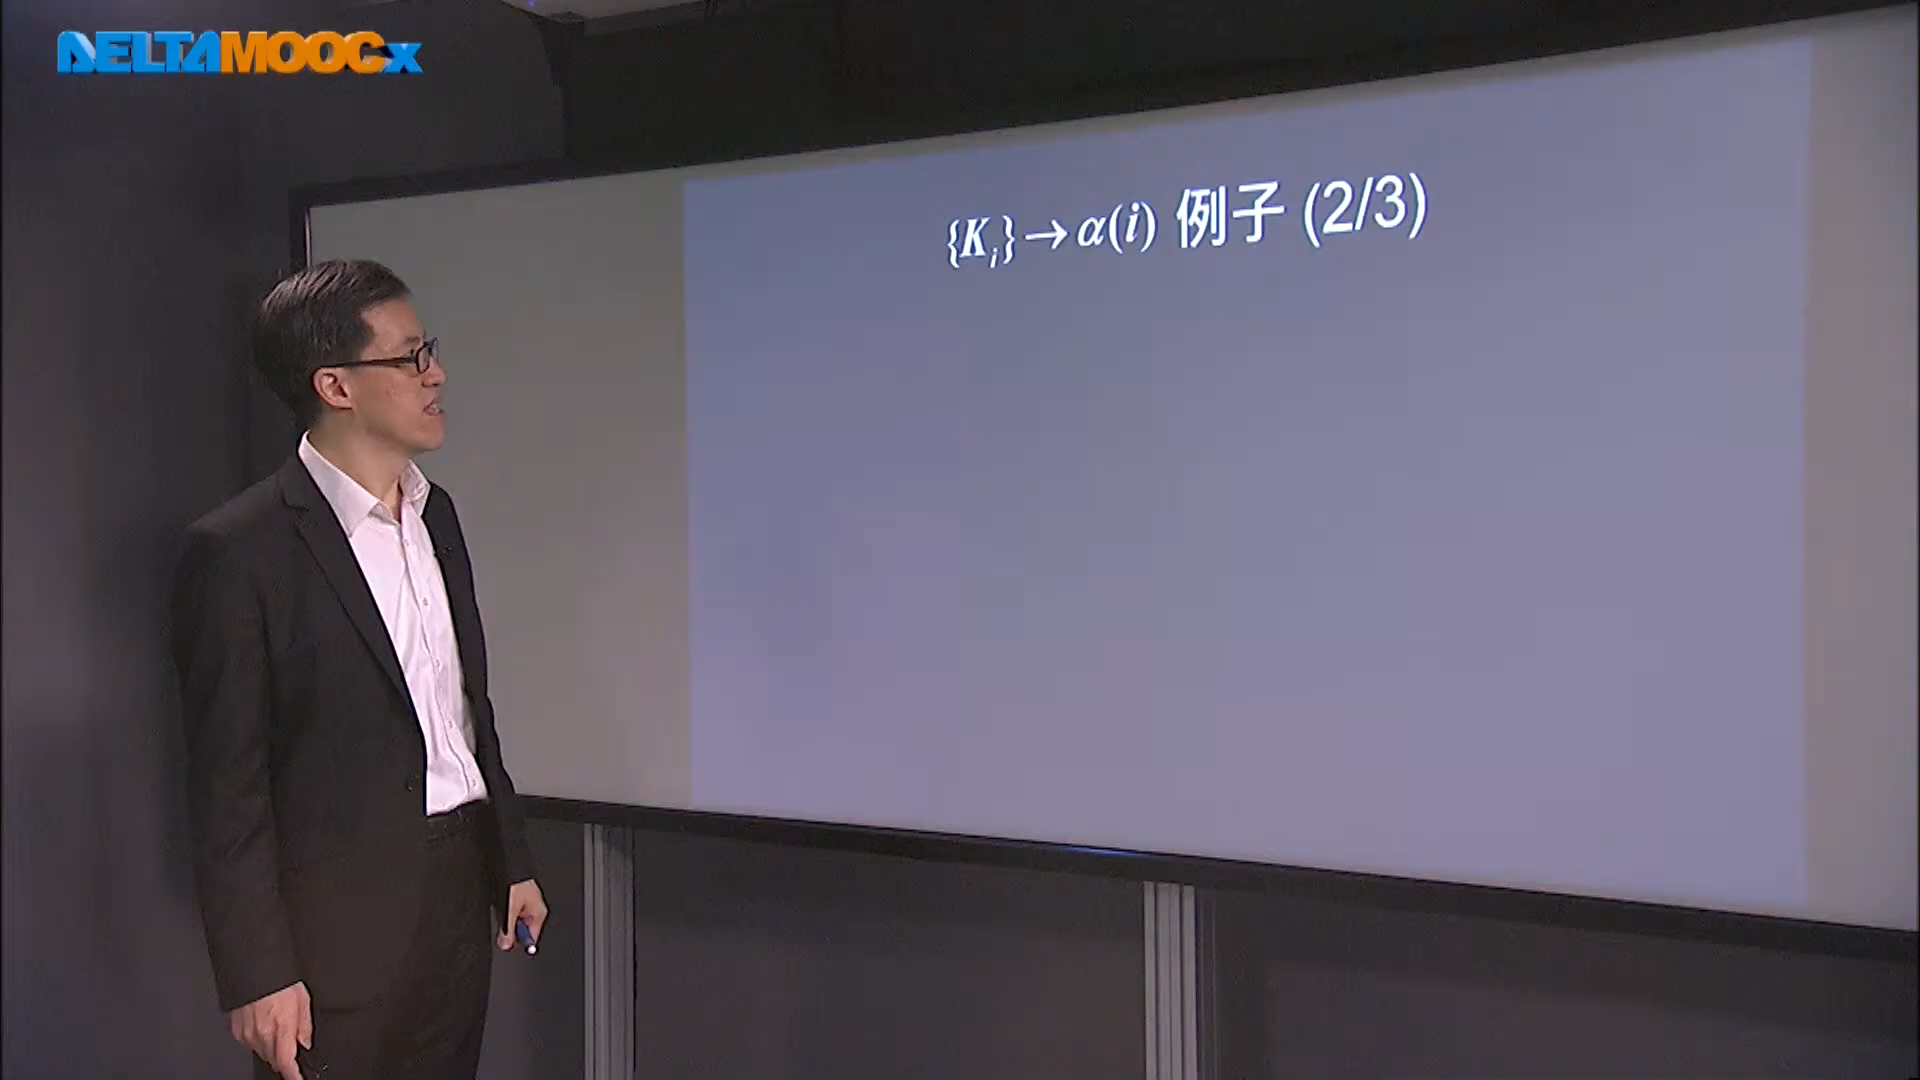 DELTAMOOCx
{K_i}→α(i) 例子 (2/3)